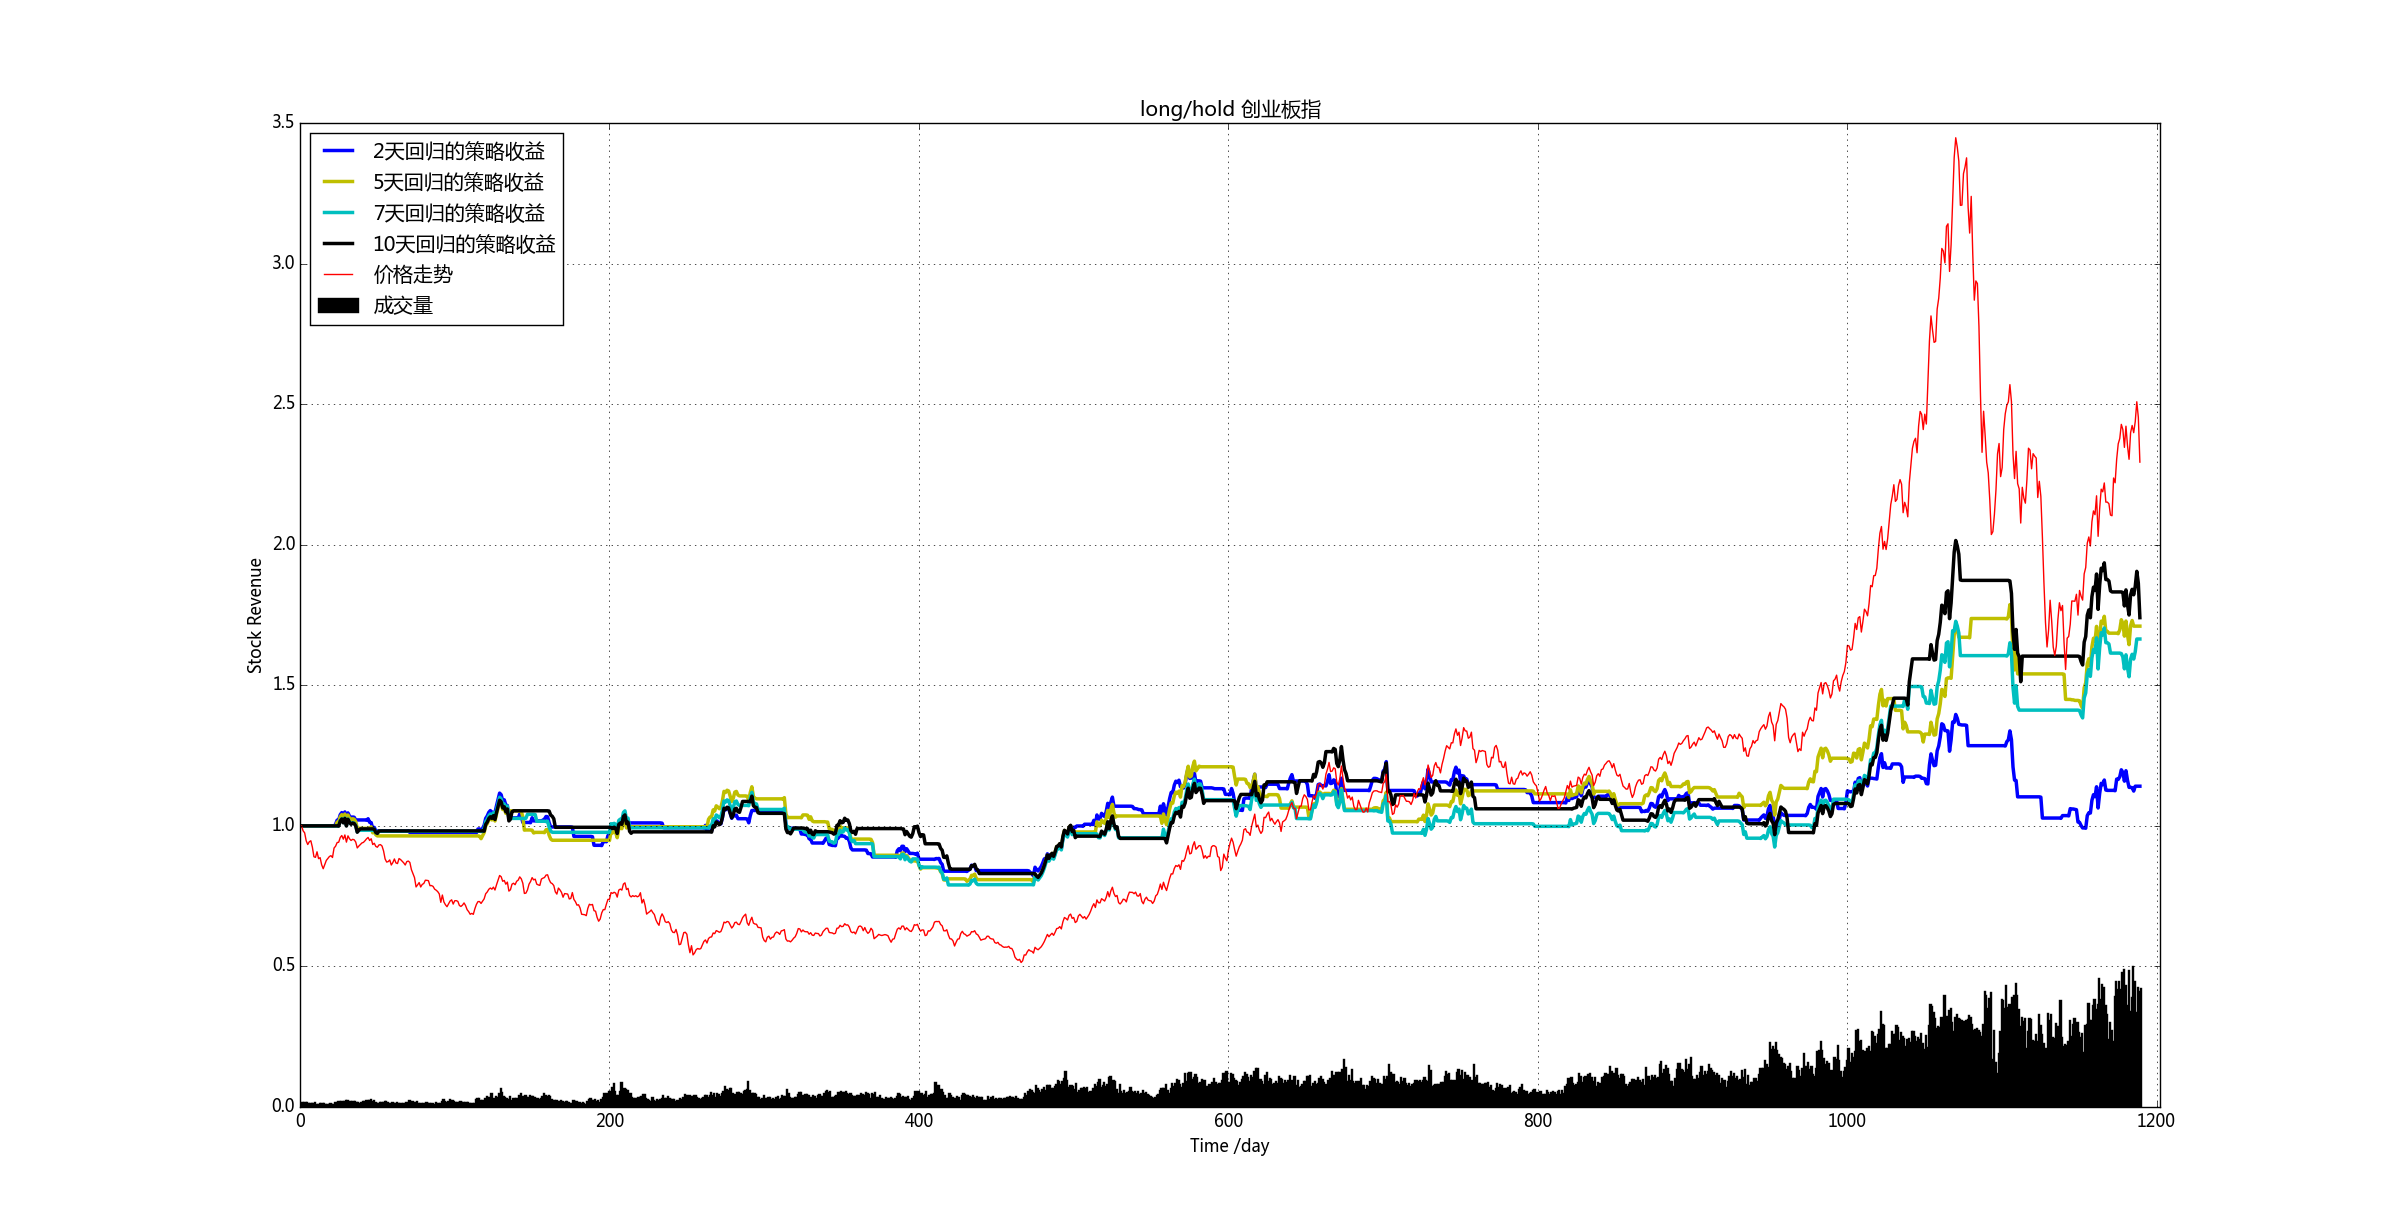 long/hold 创业板指
3.5
3.0
2.5
2.0
1.5
1.0
0.5
0.0
2天回归的策略收益
5天回归的策略收益
7天回归的策略收益
10天回归的策略收益
价格走势
成交量
Stock Revenue
0
200
400
600
800
1000
1200
Time /day